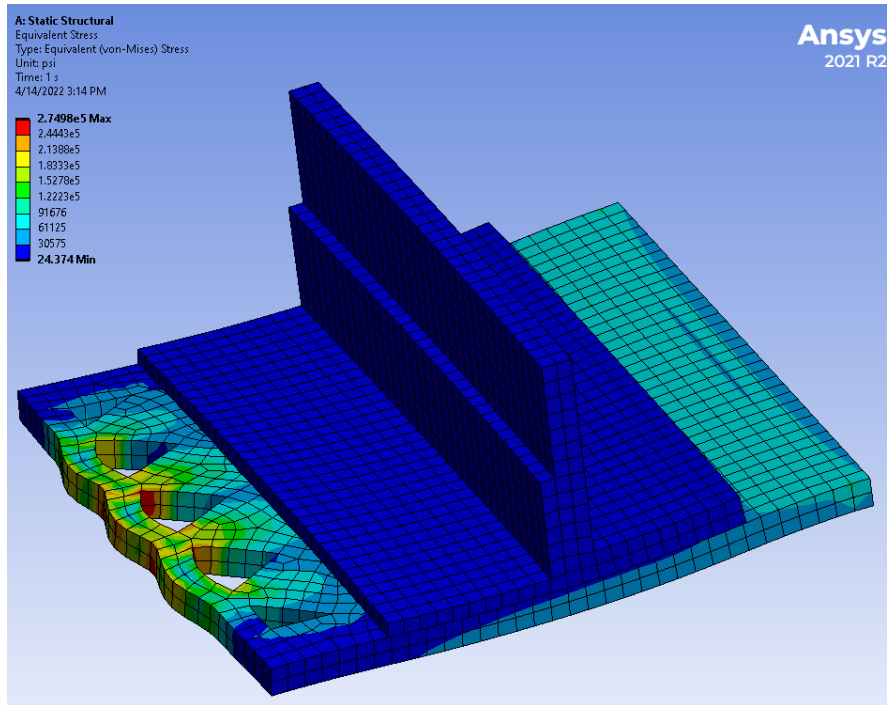 A: Static Structural
Equivalent Stress
Type: Equivalent (von-Mises) Stress
Unit: psi
Time: 1 s
4/14/2022 3:14 PM
2.7498e5 Max
2.4443e5
2.1388e5
1.8333e5
1.5278e5
1.2223e5
91676
61125
30575
24.374 Min
Ansys
2021 R2